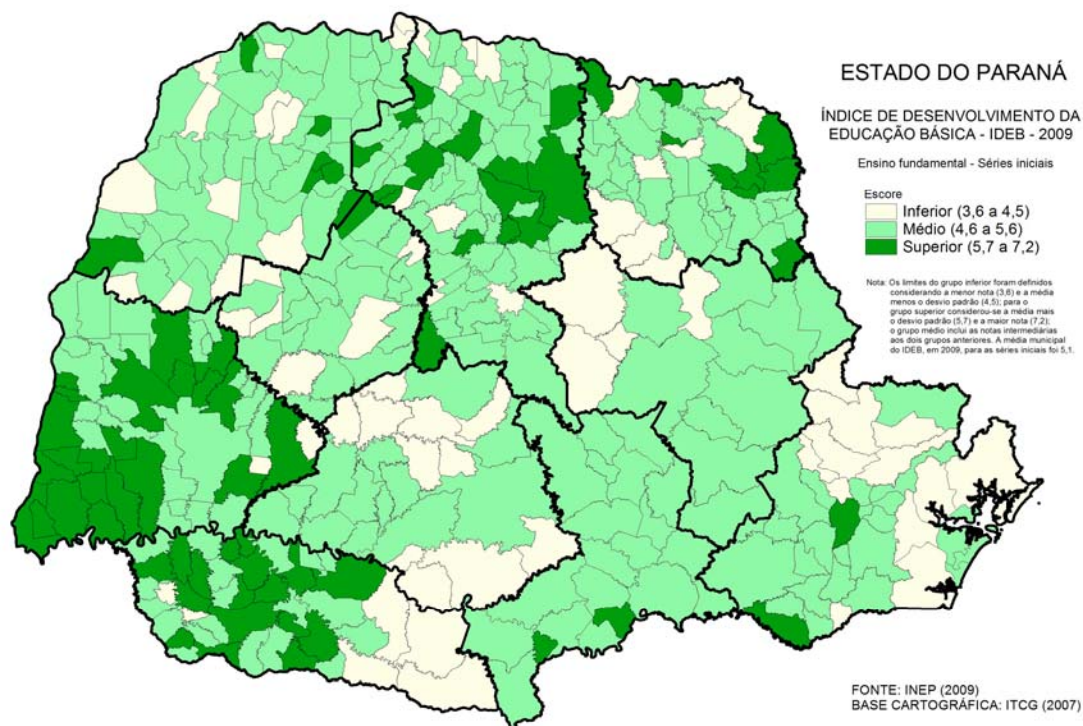 ESTADO DO PARANÁ
ÍNDICE DE DESENVOLVIMENTO DA
EDUCAÇÃO BÁSICA - IDEB - 2009
Ensino fundamental - Séries iniciais
Escore
Inferior (3,6 a 4,5)
Médio (4,6 a 5,6)
Superior (5,7 a 7,2)
Nota: Os limites do grupo inferior foram definidos
considerando a menor nota (3,6) e a média
menos o desvio padrão (4,5); para o
grupo superior considerou-se a média mais
o desvio padrão (5,7) e a maior nota (7,2);
o grupo médio inclui as notas intermediárias
aos dois grupos anteriores. A média municipal
do IDEB, em 2009, para as séries iniciais foi 5,1.
FONTE: INEP (2009)
BASE CARTOGRÁFICA: ITCG (2007)